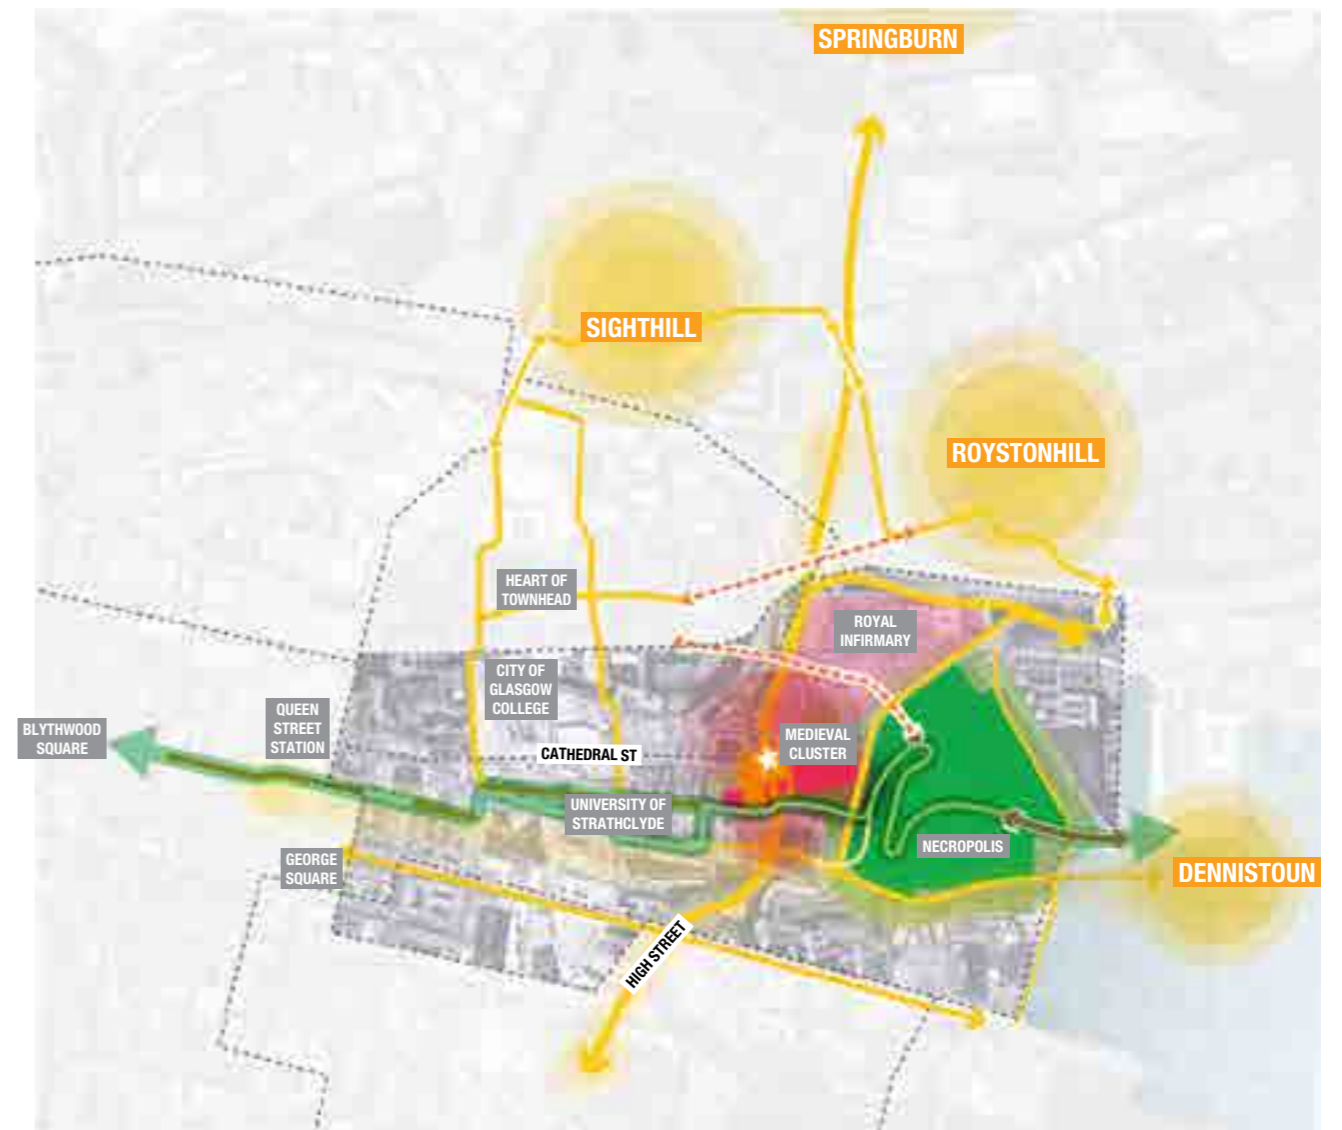 SPRINGBURN
SIGHTHILL
ROYSTONHILL
HEART OF
TOWNHEAD
ROYAL
INFIRMARY
CITY OF
GLASGOW
COLLEGE
QUEEN
STREET
STATION
BLYTHWOOD
SQUARE
MEDIEVAL
CLUSTER
CATHEDRAL ST
UNIVERSITY OF
STRATHCLYDE
NECROPOLIS
GEORGE
SQUARE
DENNISTOUN
HIGH STREET